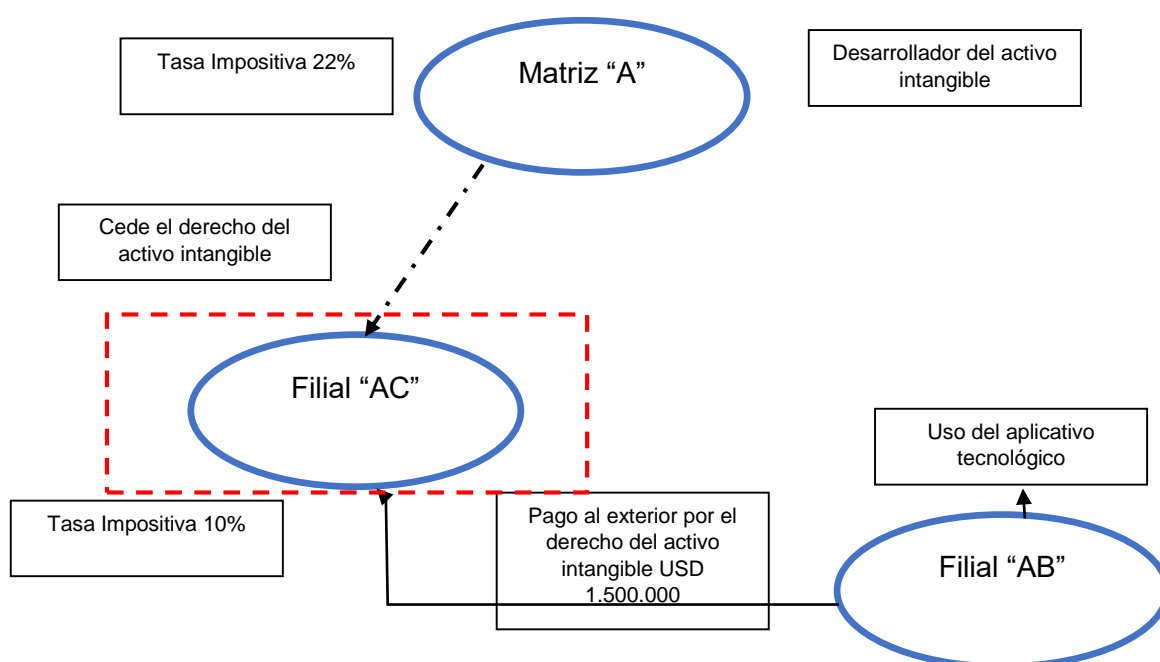 Tasa Impositiva 22%
Matriz “A”
Desarrollador del activo
intangible
Cede el derecho del
activo intangible
Filial “AC”
Uso del aplicativo
tecnológico
Tasa Impositiva 10%
Pago al exterior por el
derecho del activo
intangible USD
1.500.000
Filial “AB”